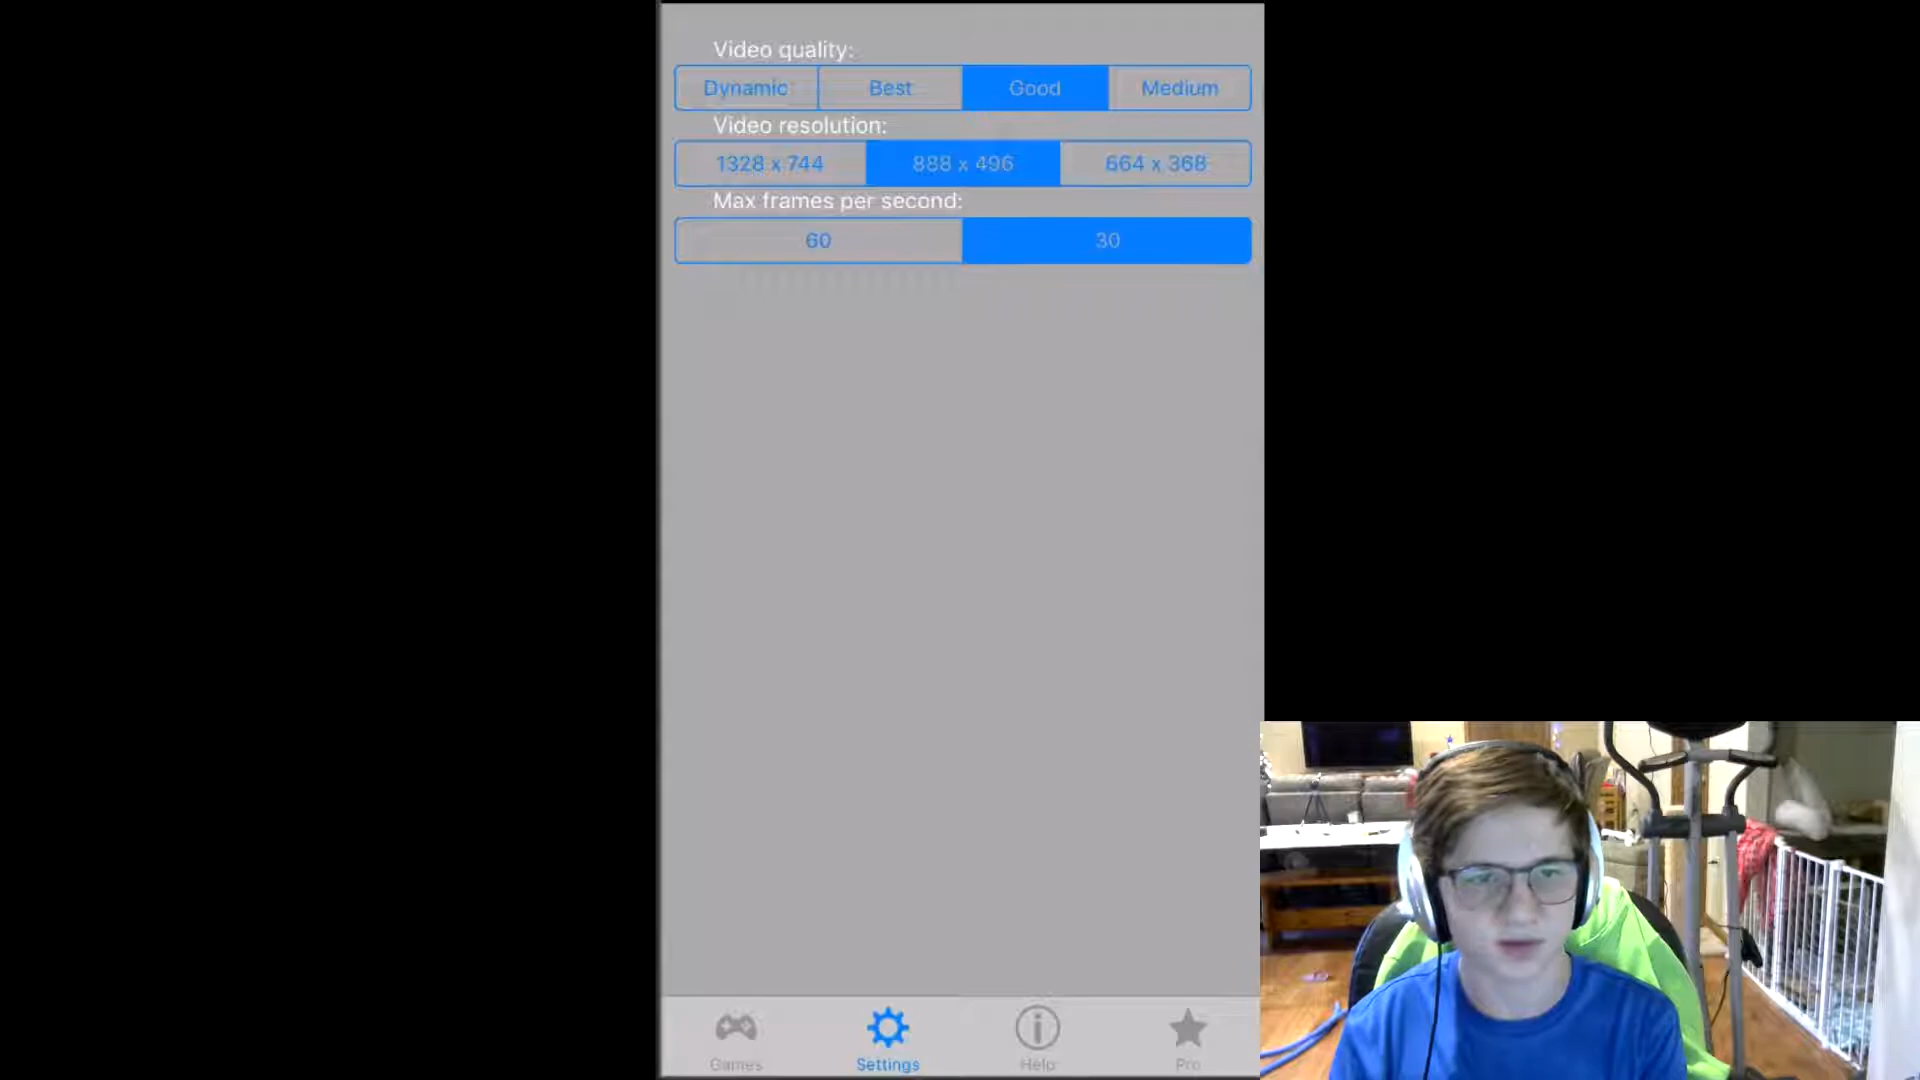 Video quality:
Dynamic Best Good Medium
Video resolution:
1328 x 744 888 x 496 664 x 368
Max frames per second:
60 30
Games Settings Help Pro